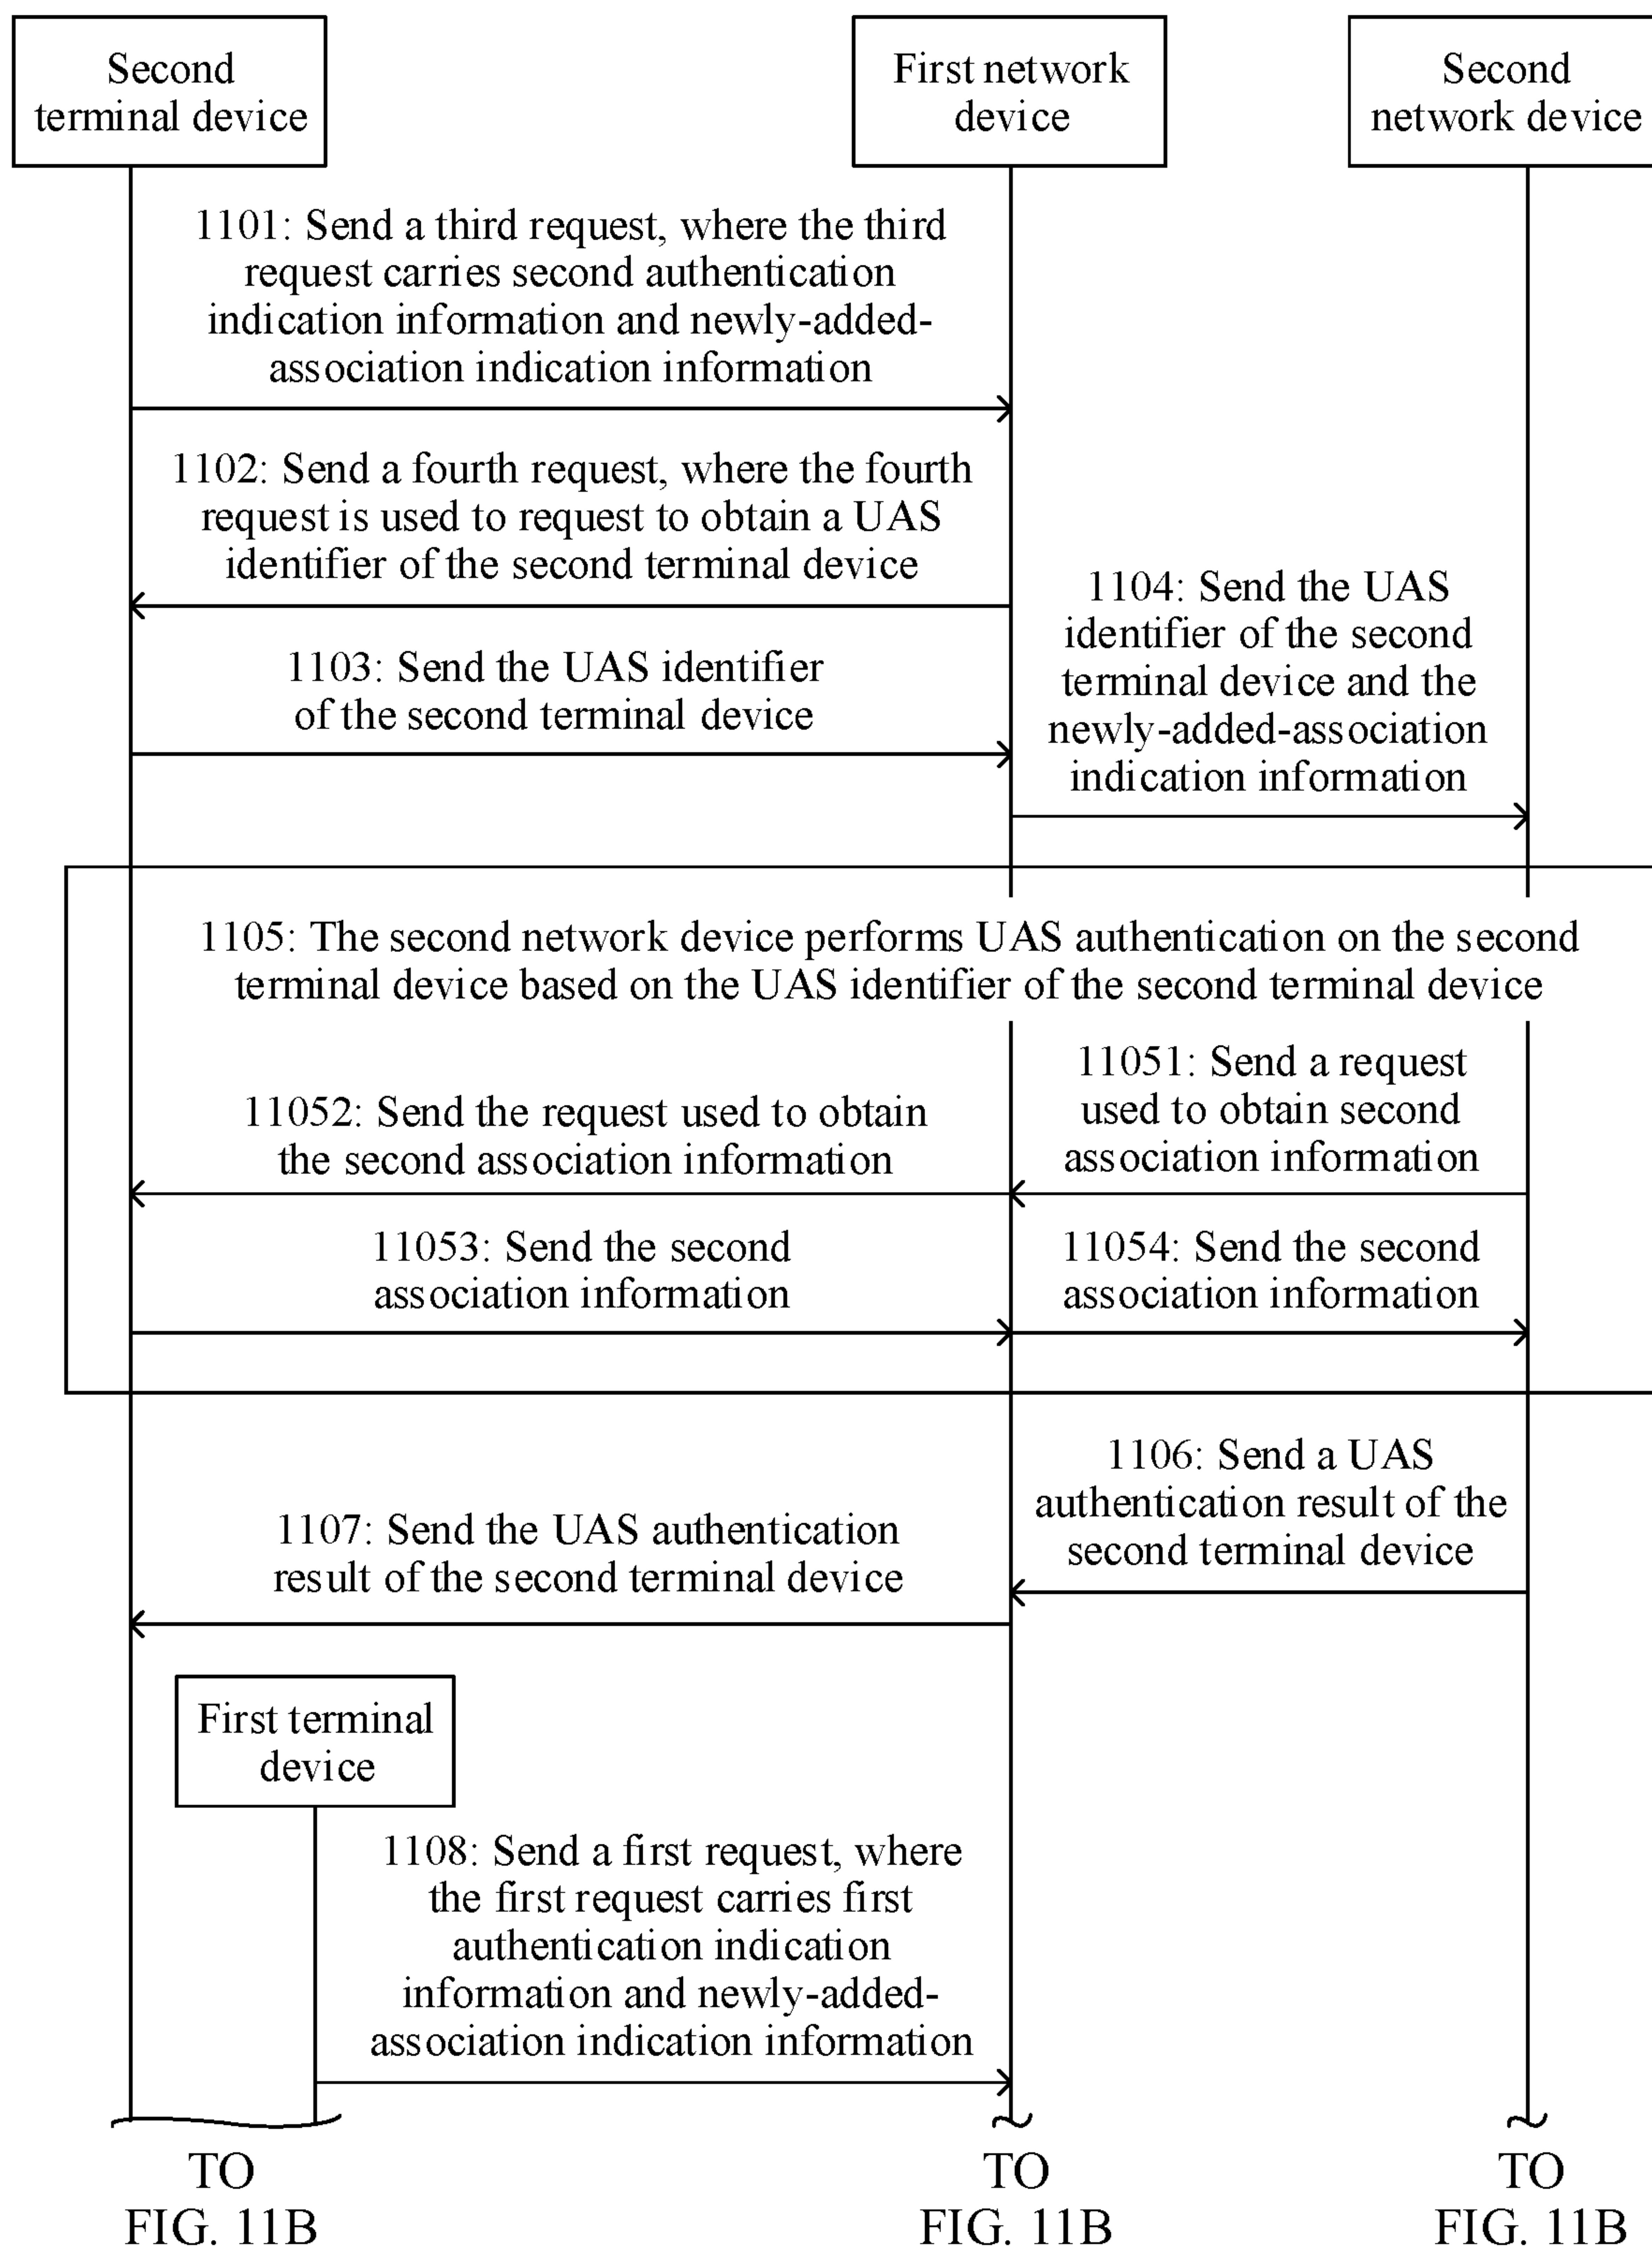 Second
terminal device
First network
device
Second
network device
1101: Send a third request, where the third
request carries second authentication
indication information and newly-added-
association indication information
1102: Send a fourth request, where the fourth
request is used to request to obtain a UAS
identifier of the second terminal device
1103: Send the UAS identifier
of the second terminal device
1104: Send the UAS
identifier of the second
terminal device and the
newly-added-association
indication information
1105: The second network device performs UAS authentication on the second
terminal device based on the UAS identifier of the second terminal device
11051: Send a request
used to obtain second
association information
11052: Send the request used to obtain
the second association information
11053: Send the second
association information
11054: Send the second
association information
1106: Send a UAS
authentication result of the
second terminal device
1107: Send the UAS authentication
result of the second terminal device
First terminal
device
1108: Send a first request, where
the first request carries first
authentication indication
information and newly-added-
association indication information
TO
FIG. 11B
TO
FIG. 11B
TO
FIG. 11B